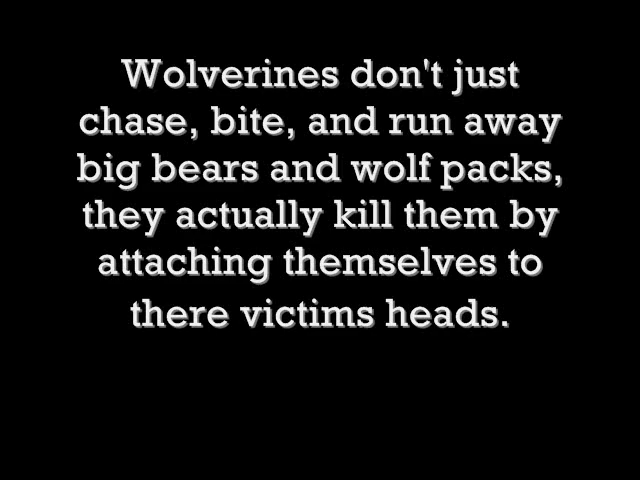 Wolverines don't just
chase, bite, and run away
big bears and wolf packs,
they actually kill them by
attaching themselves to
there victims heads.